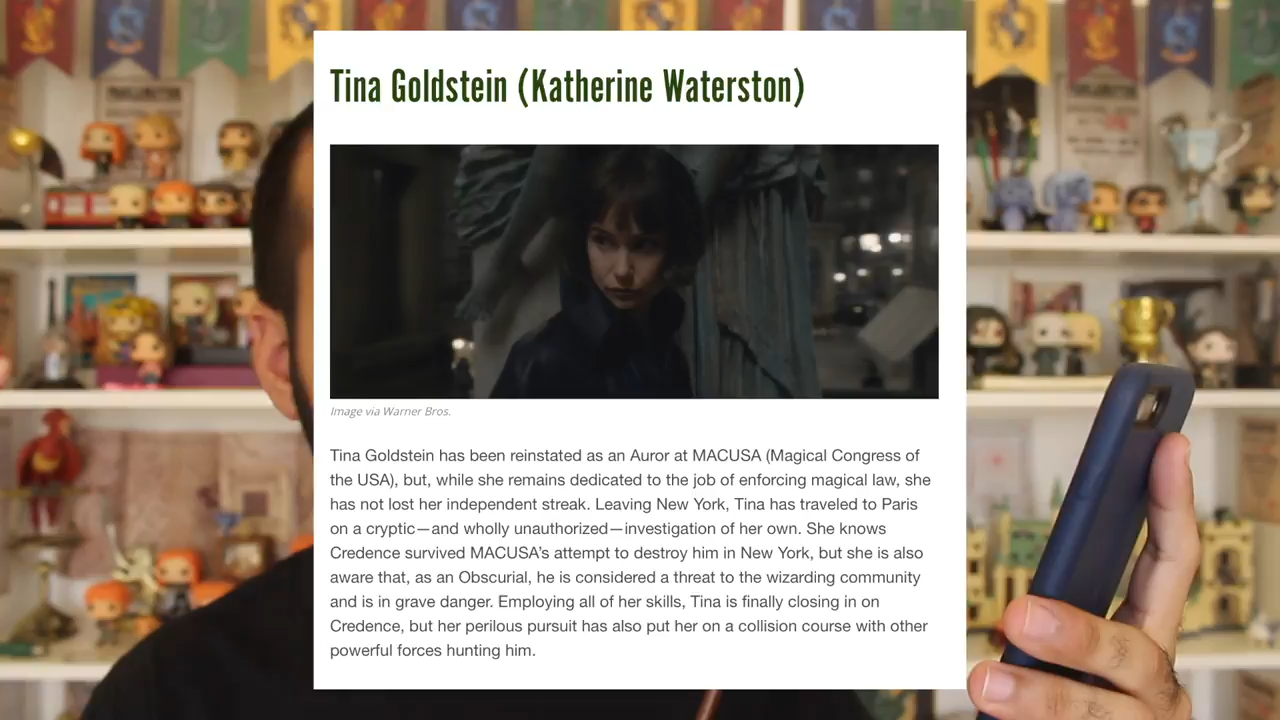 Tina Goldstein (Katherine Waterston)
Image via Warner Bros.
Tina Goldstein has been reinstated as an Auror at MACUSA (Magical Congress of
the USA), but, while she remains dedicated to the job of enforcing magical law, she
has not lost her independent streak. Leaving New York, Tina has traveled to Paris
on a cryptic—and wholly unauthorized—investigation of her own. She knows
Credence survived MACUSA’s attempt to destroy him in New York, but she is also
aware that, as an Obscurial, he is considered a threat to the wizarding community
and is in grave danger. Employing all of her skills, Tina is finally closing in on
Credence, but her perilous pursuit has also put her on a collision course with other
powerful forces hunting him.